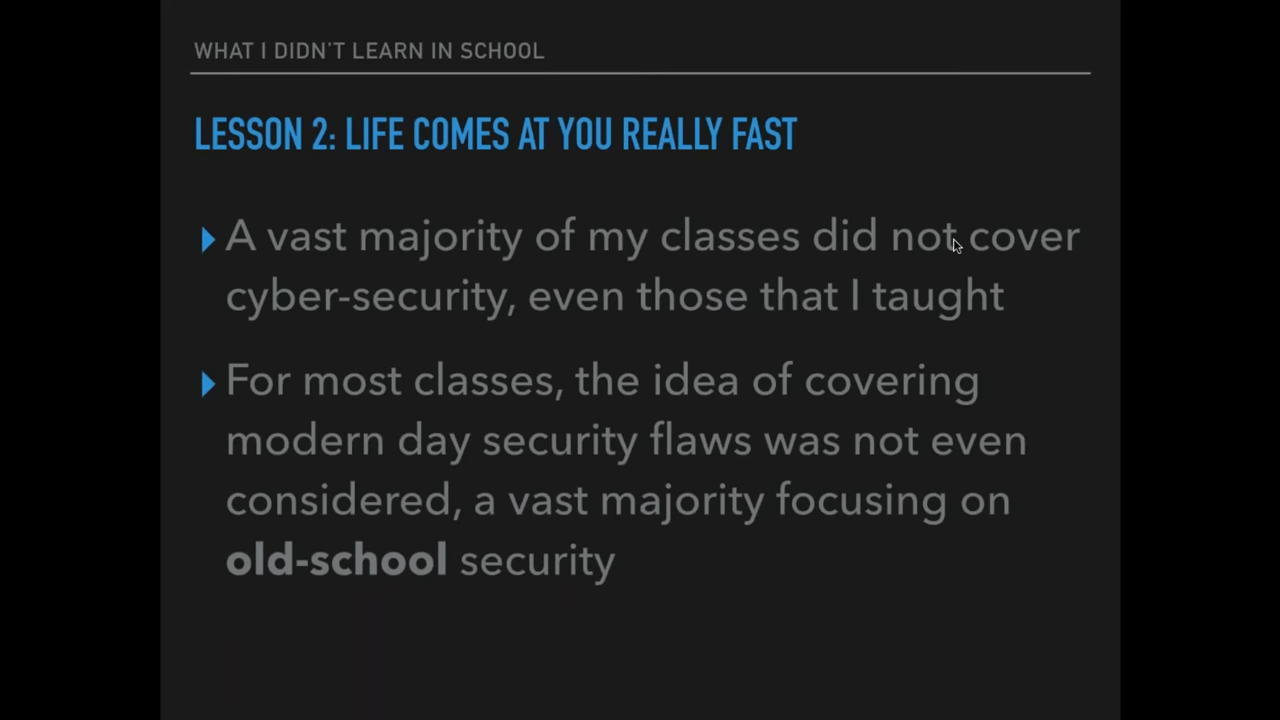 WHAT I DIDN'T LEARN IN SCHOOL
LESSON 2: LIFE COMES AT YOU REALLY FAST
A vast majority of my classes did not cover
cyber-security, even those that I taught
For most classes, the idea of covering
modern day security flaws was not even
considered, a vast majority focusing on
old-school security